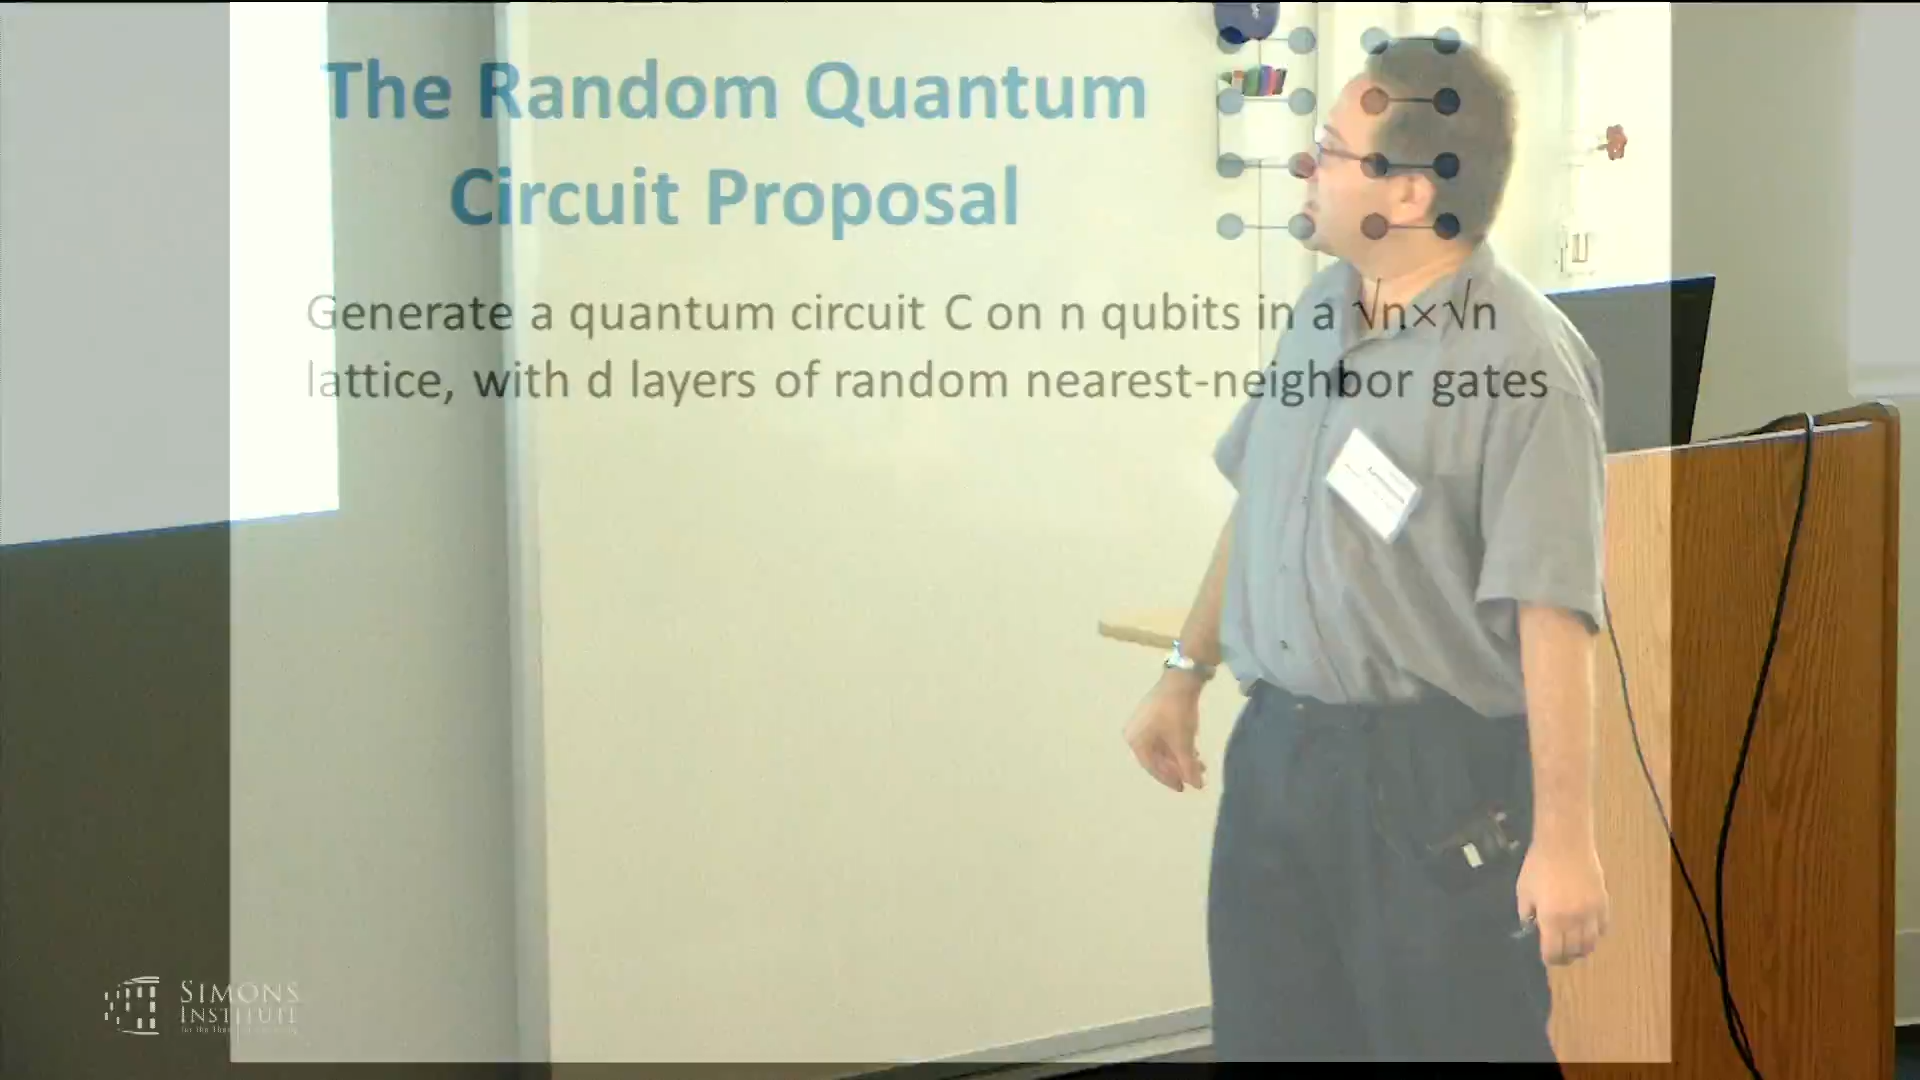 The Random Quantum
Circuit Proposal
Generate a quantum circuit C on n qubits in a √n×√n
lattice, with d layers of random nearest-neighbor gates
SIMONS
INSTITUTE